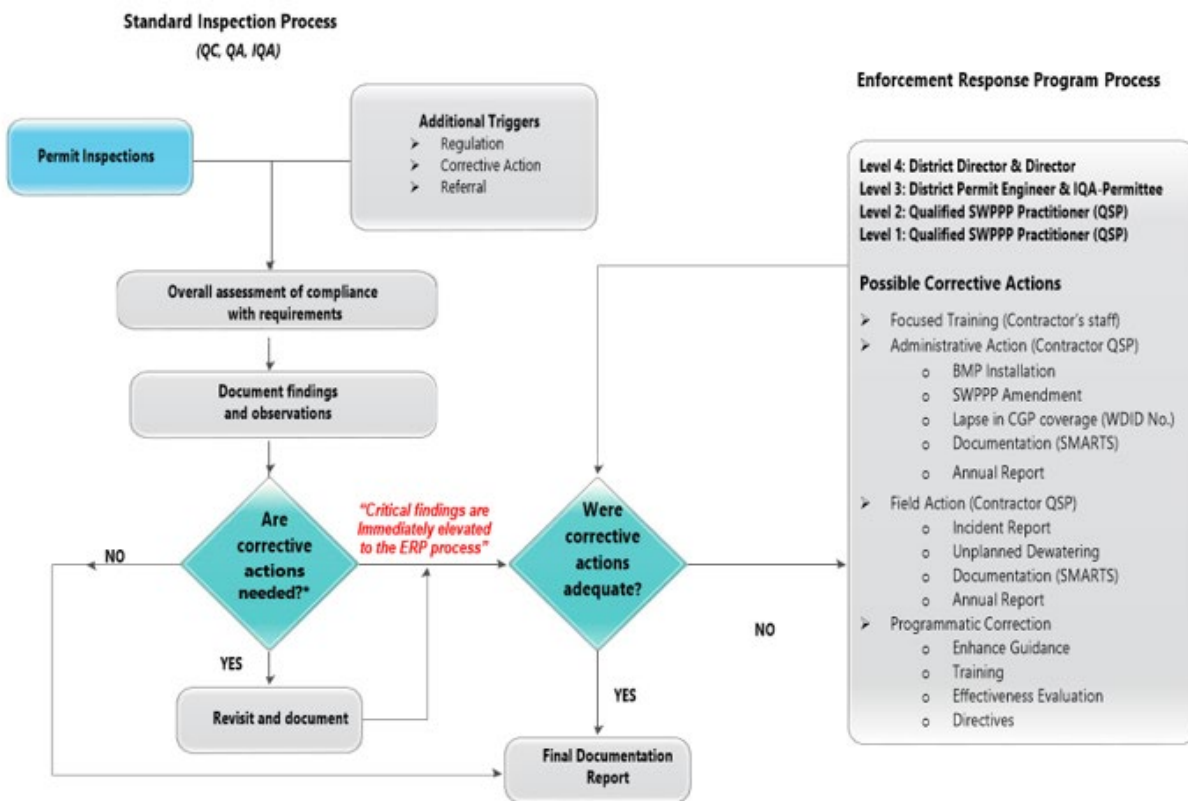 Standard Inspection Process
(QC, QA, IQA)
Enforcement Response Program Process
Permit Inspections
Additional Triggers
➢ Regulation
➢ Corrective Action
➢ Referral
Overall assessment of compliance
with requirements
Document findings
and observations
Are
corrective
actions
needed?*
NO
YES
"Critical findings are
Immediately elevated
to the ERP process"
Revisit and document
Were
corrective
actions
adequate?
NO
YES
Final Documentation
Report
Level 4: District Director & Director
Level 3: District Permit Engineer & IQA-Permittee
Level 2: Qualified SWPPP Practitioner (QSP)
Level 1: Qualified SWPPP Practitioner (QSP)
Possible Corrective Actions
➢ Focused Training (Contractor's staff)
➢ Administrative Action (Contractor QSP)
o BMP Installation
o SWPPP Amendment
o Lapse in CGP coverage (WDID No.)
o Documentation (SMARTS)
o Annual Report
➢ Field Action (Contractor QSP)
o Incident Report
o Unplanned Dewatering
o Documentation (SMARTS)
o Annual Report
➢ Programmatic Correction
o Enhance Guidance
o Training
o Effectiveness Evaluation
o Directives